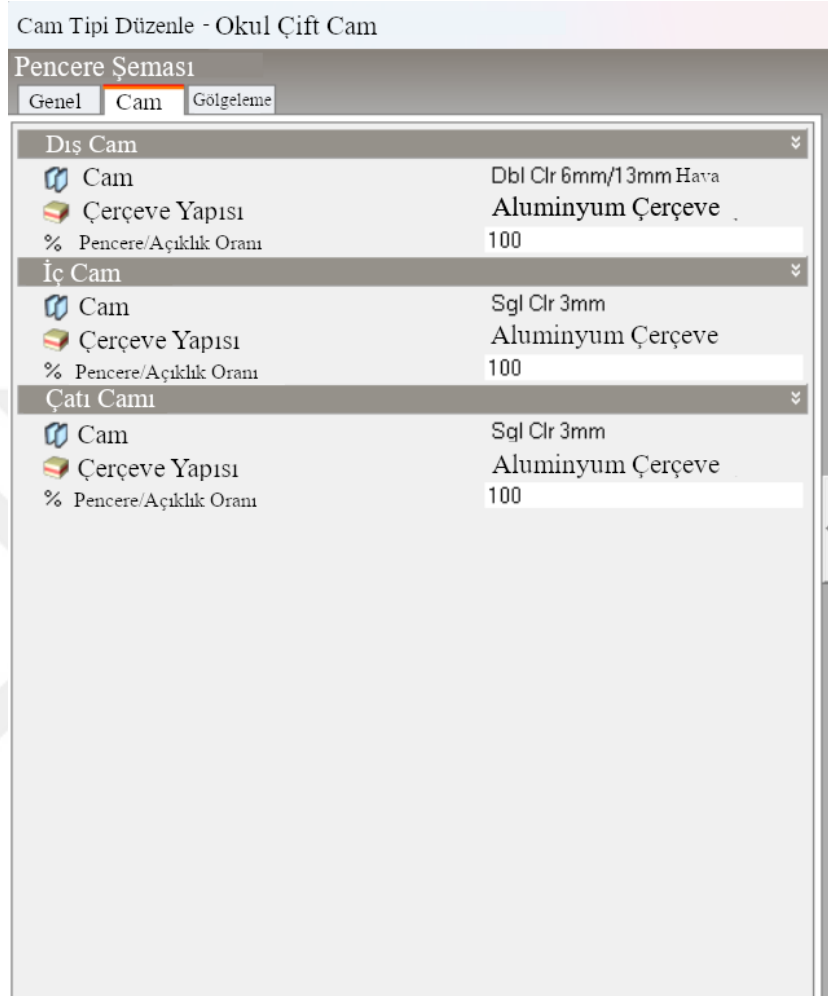 Cam Tipi Düzenle - Okul Çift Cam
Pencere Şeması
Genel Cam Gölgeleme
Dış Cam
Cam Dbl Clr 6mm/13mm Hava
Çerçeve Yapısı Aluminyum Çerçeve
% Pencere/Açıklık Oranı 100
İç Cam
Cam Sgl Clr 3mm
Çerçeve Yapısı Aluminyum Çerçeve
% Pencere/Açıklık Oranı 100
Çatı Camı
Cam Sgl Clr 3mm
Çerçeve Yapısı Aluminyum Çerçeve
% Pencere/Açıklık Oranı 100